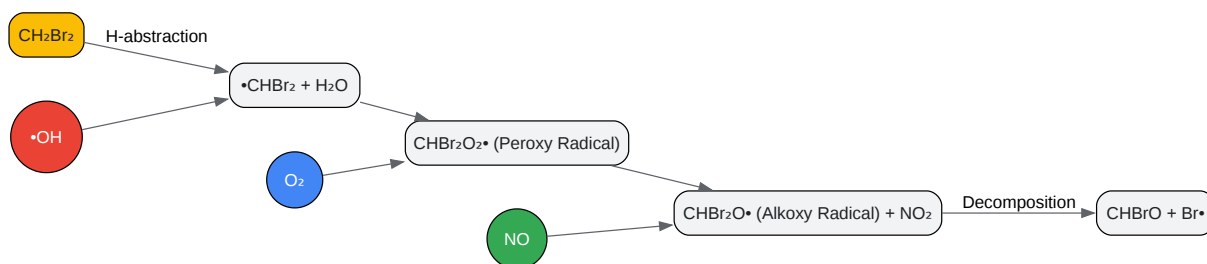 CH₂Br₂
H-abstraction
•OH
•CHBr₂ + H₂O
O₂
CHBr₂O₂• (Peroxy Radical)
NO
CHBr₂O• (Alkoxy Radical) + NO₂
Decomposition
CHBrO + Br•